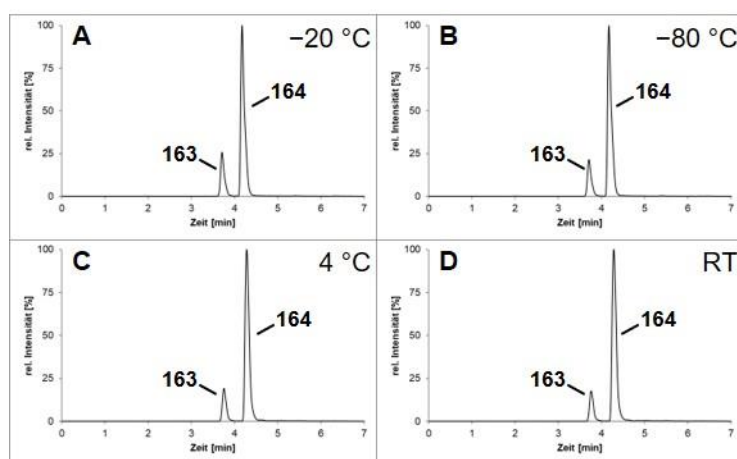 A
−20 °C
rel. Intensität [%]
100
75
50
25
0
163
164
0 1 2 3 4 5 6 7
Zeit [min]
B
−80 °C
rel. Intensität [%]
100
75
50
25
0
163
164
0 1 2 3 4 5 6 7
Zeit [min]
C
4 °C
rel. Intensität [%]
100
75
50
25
0
163
164
0 1 2 3 4 5 6 7
Zeit [min]
D
RT
rel. Intensität [%]
100
75
50
25
0
163
164
0 1 2 3 4 5 6 7
Zeit [min]